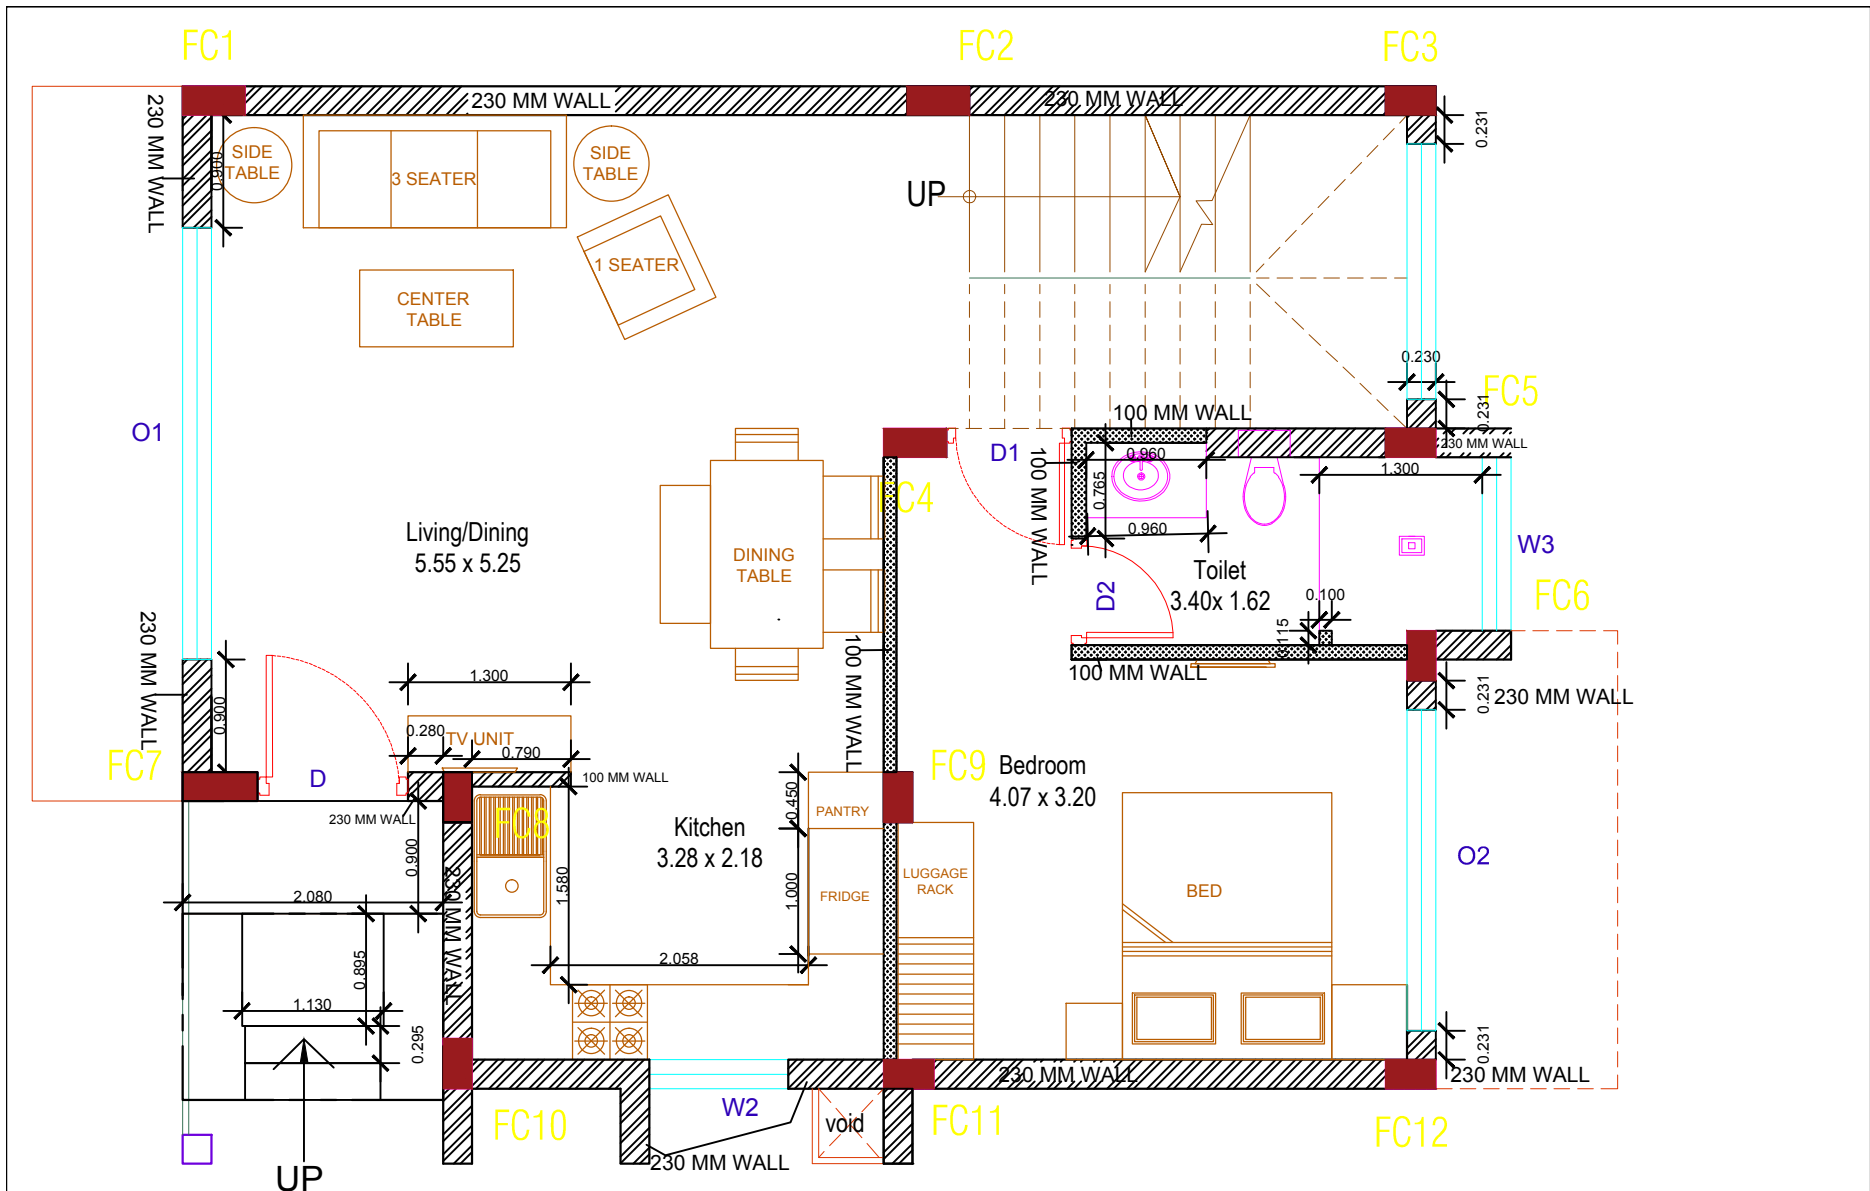 FC1
FC2
FC3
230 MM WALL
230 MM WALL
230 MM WALL
0.900
SIDE
TABLE
3 SEATER
SIDE
TABLE
1 SEATER
CENTER
TABLE
UP
0.231
0.230
FC5
0.231
230 MM WALL
O1
100 MM WALL
D1
100 MM WALL
0.960
0.765
0.960
1.300
FC4
Living/Dining
5.55 x 5.25
DINING
TABLE
D2
Toilet
3.40x 1.62
W3
FC6
0.100
0.115
100 MM WALL
0.231
230 MM WALL
230 MM WALL
0.900
1.300
0.280
TV UNIT
0.790
100 MM WALL
FC7
D
100 MM WALL
230 MM WALL
FC8
FC9
Bedroom
4.07 x 3.20
0.450
PANTRY
Kitchen
3.28 x 2.18
1.000
FRIDGE
LUGGAGE
RACK
BED
O2
0.900
2.080
230 MM WALL
1.580
2.058
0.895
1.130
0.295
0.231
230 MM WALL
230 MM WALL
FC10
W2
void
FC11
FC12
230 MM WALL
UP